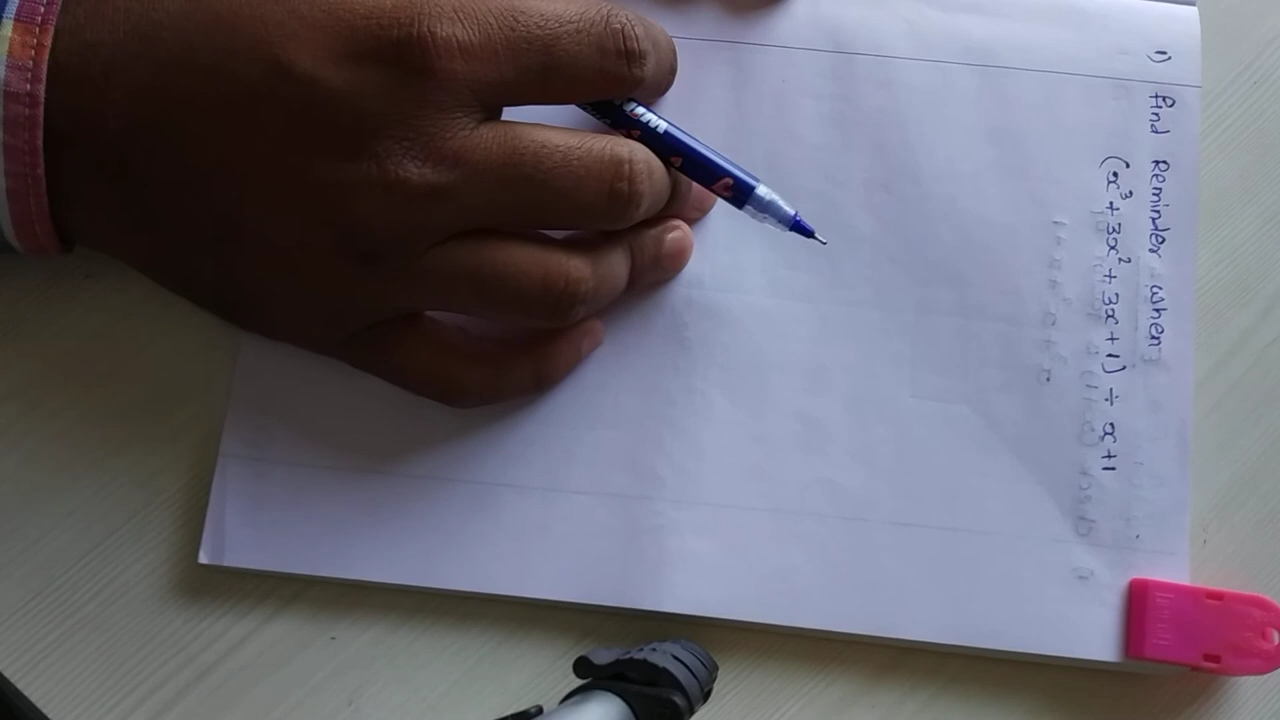 1) find Reminder when
(x³ + 3x² + 3x + 1) ÷ x+1